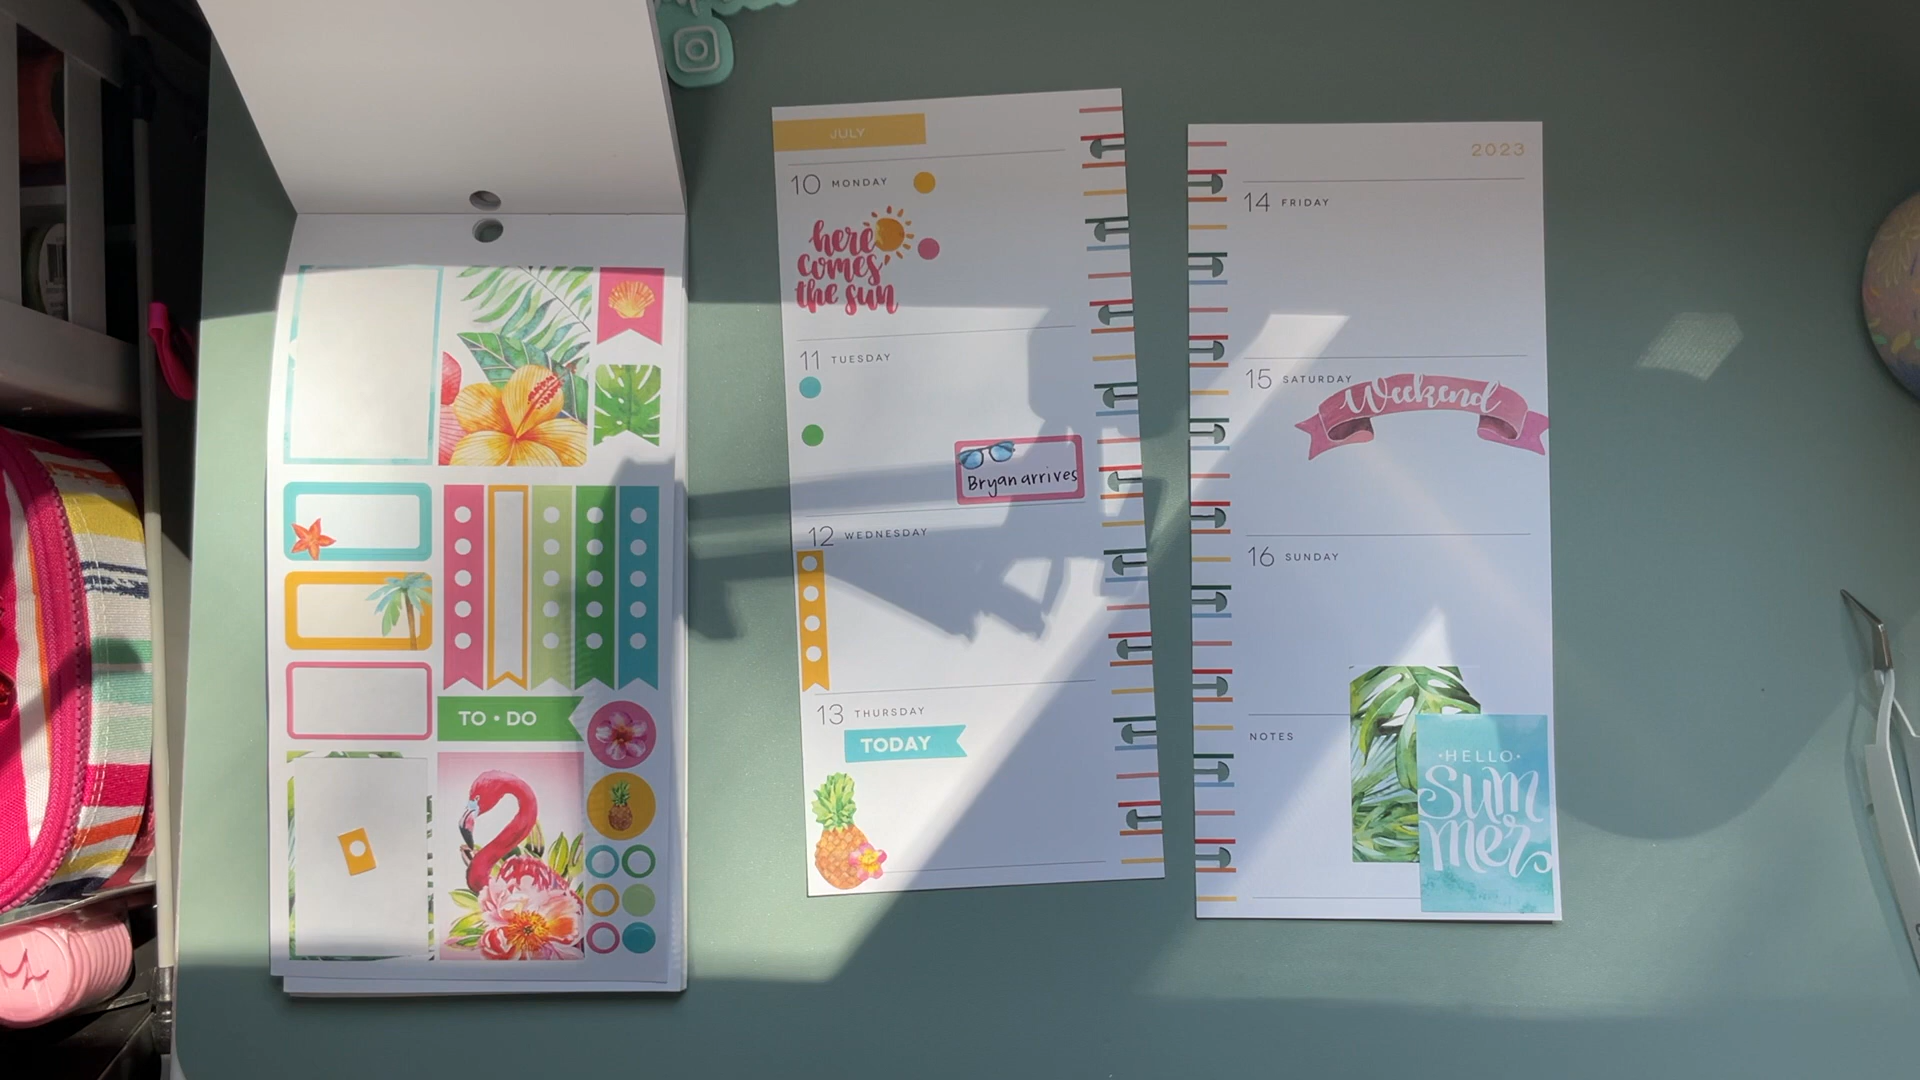 TO • DO
JULY
10 MONDAY
here
comes
the sun
11 TUESDAY
Bryan arrives
12 WEDNESDAY
13 THURSDAY
TODAY
2023
14 FRIDAY
15 SATURDAY
Weekend
16 SUNDAY
NOTES
•HELLO•
sum
mer